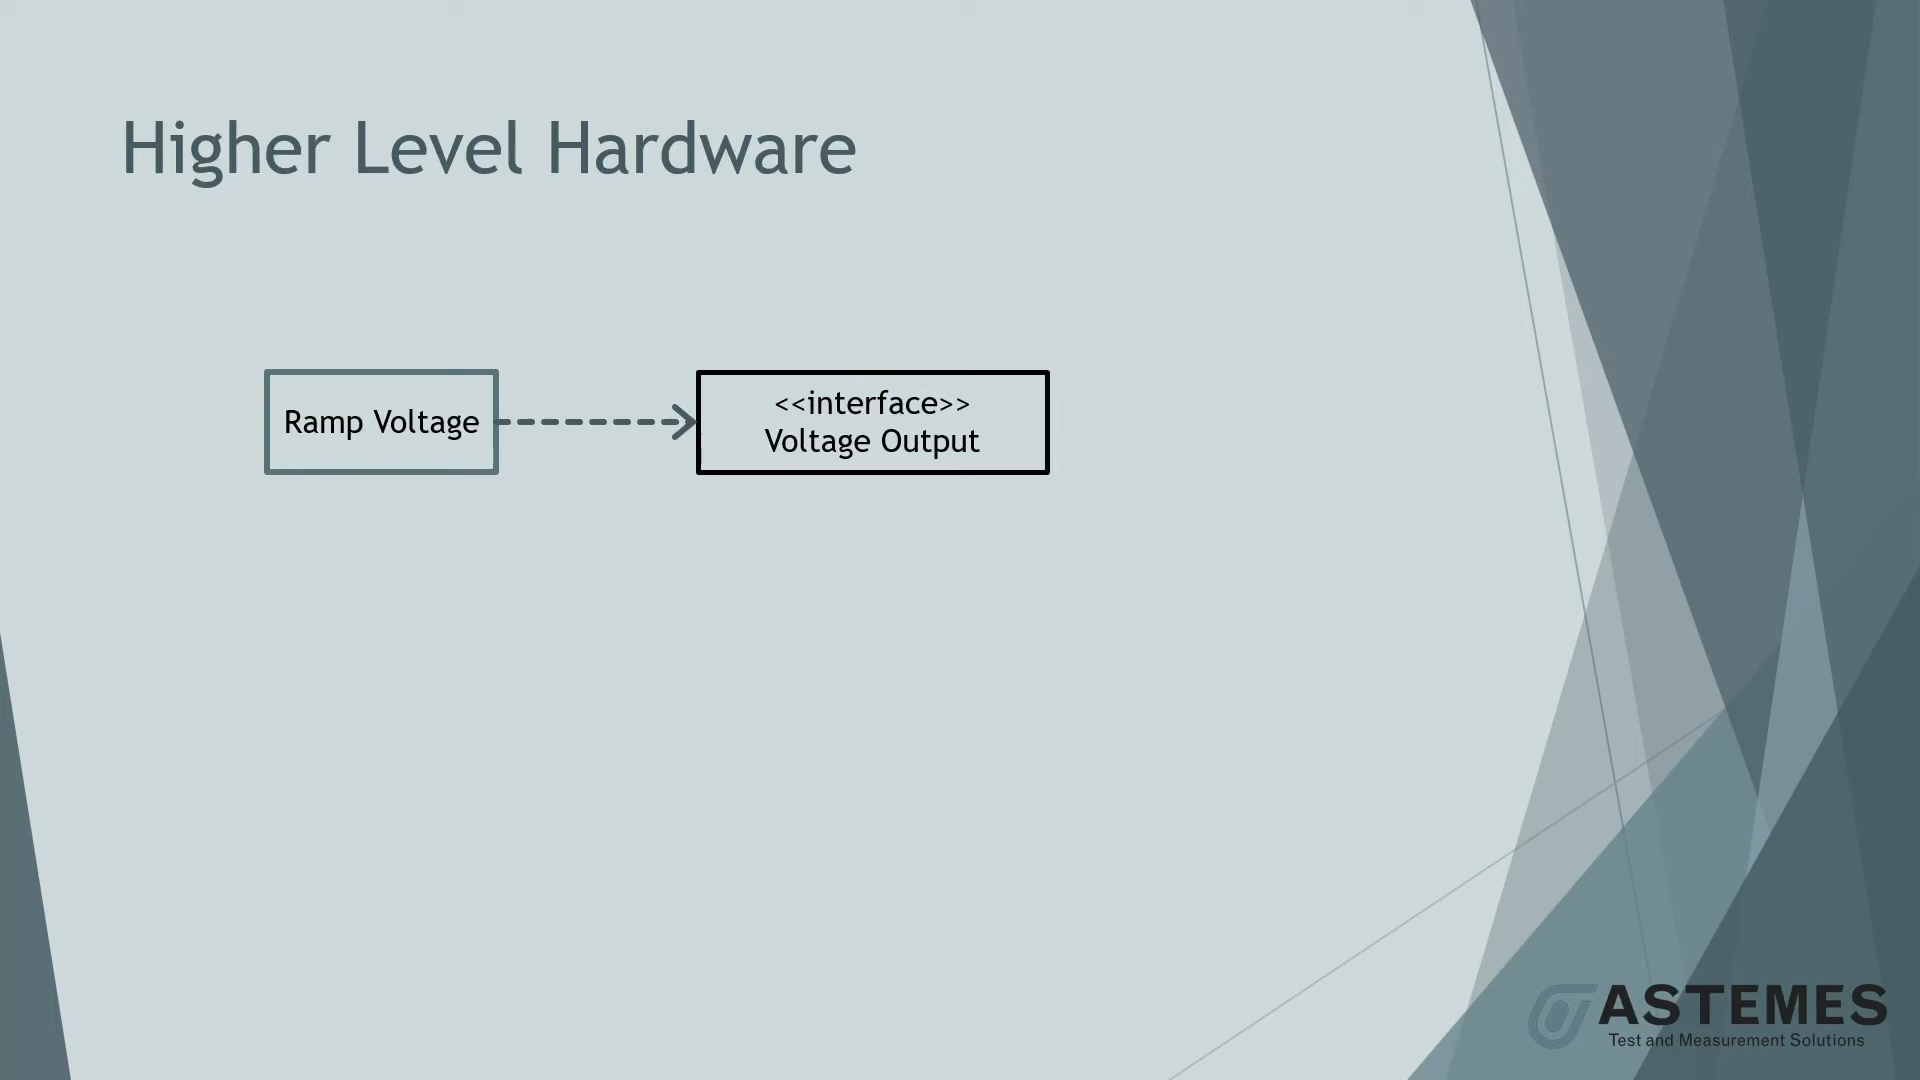 Higher Level Hardware
Ramp Voltage
<<interface>>
Voltage Output
ASTEMES
Test and Measurement Solutions